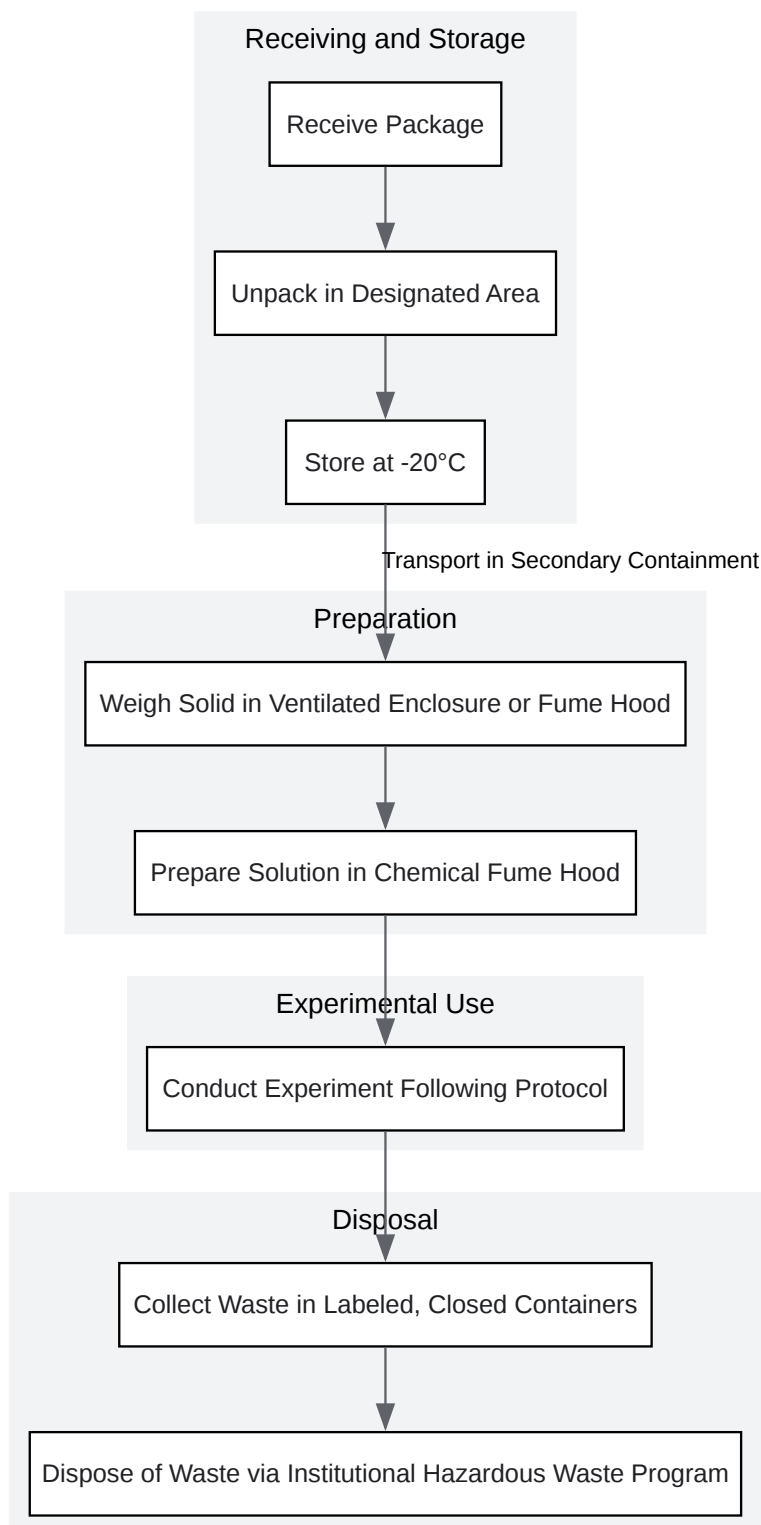 Receiving and Storage
Receive Package
Unpack in Designated Area
Store at -20°C
Transport in Secondary Containment
Preparation
Weigh Solid in Ventilated Enclosure or Fume Hood
Prepare Solution in Chemical Fume Hood
Experimental Use
Conduct Experiment Following Protocol
Disposal
Collect Waste in Labeled, Closed Containers
Dispose of Waste via Institutional Hazardous Waste Program